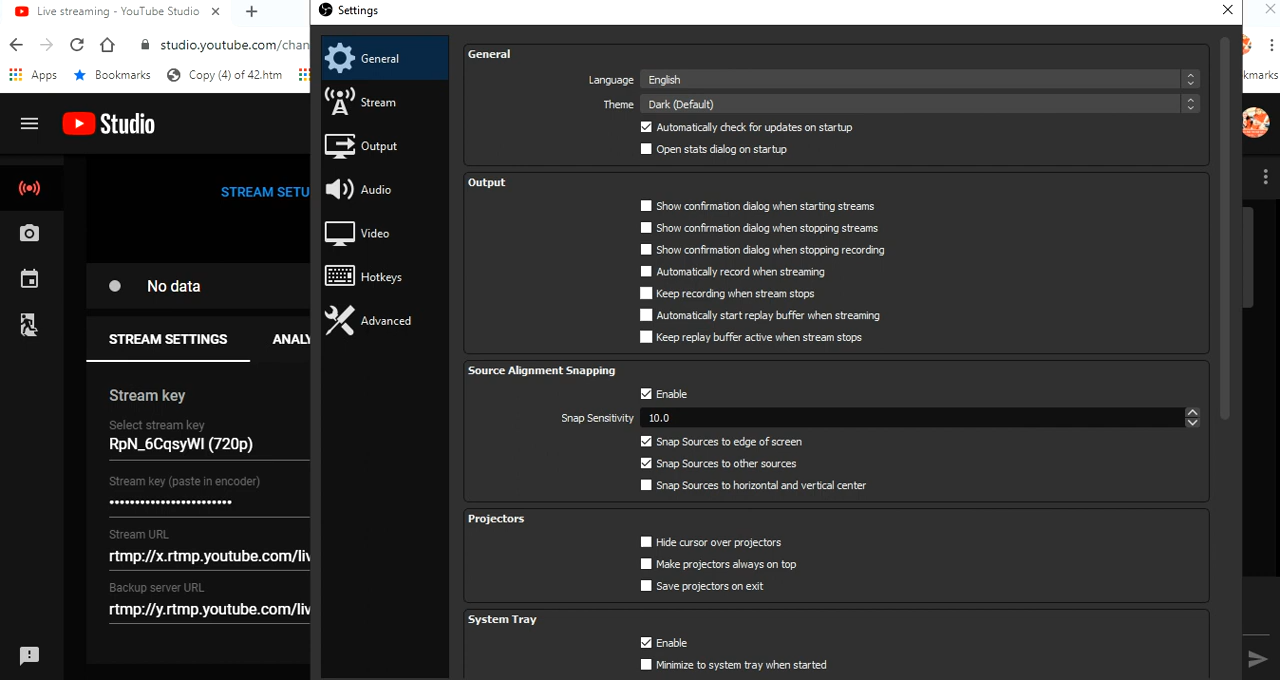 Live streaming - YouTube Studio
studio.youtube.com/chan
Apps
Bookmarks
Copy (4) of 42.htm
kmarks
Studio
STREAM SETU
No data
STREAM SETTINGS
ANALY
Stream key
Select stream key
RpN_6CqsyWI (720p)
Stream key (paste in encoder)
••••••••••••••••••••••••
Stream URL
rtmp://x.rtmp.youtube.com/liv
Backup server URL
rtmp://y.rtmp.youtube.com/liv
Settings
General
Stream
Output
Audio
Video
Hotkeys
Advanced
General
Language English
Theme Dark (Default)
Automatically check for updates on startup
Open stats dialog on startup
Output
Show confirmation dialog when starting streams
Show confirmation dialog when stopping streams
Show confirmation dialog when stopping recording
Automatically record when streaming
Keep recording when stream stops
Automatically start replay buffer when streaming
Keep replay buffer active when stream stops
Source Alignment Snapping
Enable
Snap Sensitivity 10.0
Snap Sources to edge of screen
Snap Sources to other sources
Snap Sources to horizontal and vertical center
Projectors
Hide cursor over projectors
Make projectors always on top
Save projectors on exit
System Tray
Enable
Minimize to system tray when started